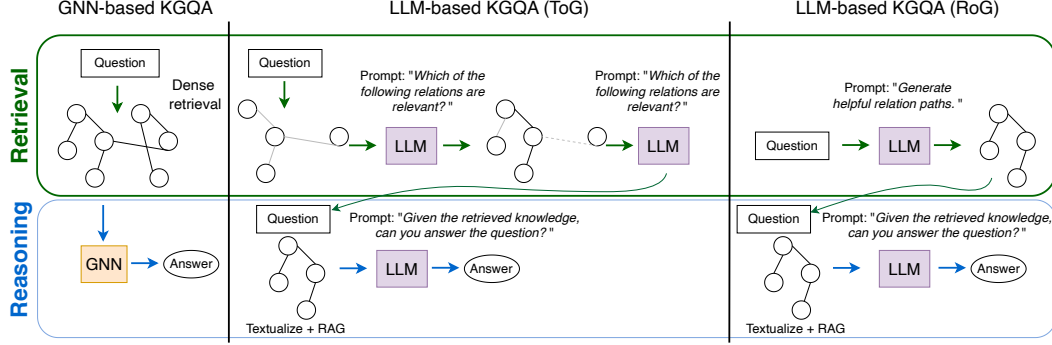 GNN-based KGQA
LLM-based KGQA (ToG)
LLM-based KGQA (RoG)
Retrieval
Question
Dense
retrieval
Question
Prompt: "Which of the
following relations are
relevant? "
LLM
Prompt: "Which of the
following relations are
relevant? "
LLM
Prompt: "Generate
helpful relation paths. "
Question
LLM
Reasoning
GNN
Answer
Question
Prompt: "Given the retrieved knowledge,
can you answer the question? "
LLM
Answer
Textualize + RAG
Question
Prompt: "Given the retrieved knowledge,
can you answer the question? "
LLM
Answer
Textualize + RAG